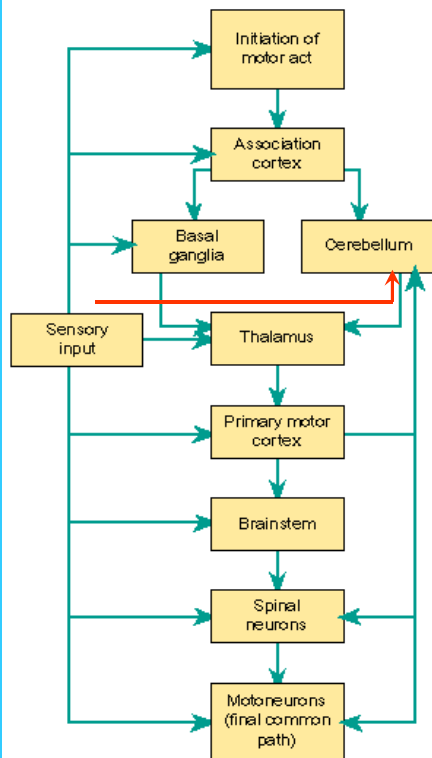 Initiation of
motor act
Association
cortex
Basal
ganglia
Cerebellum
Sensory
input
Thalamus
Primary motor
cortex
Brainstem
Spinal
neurons
Motoneurons
(final common
path)